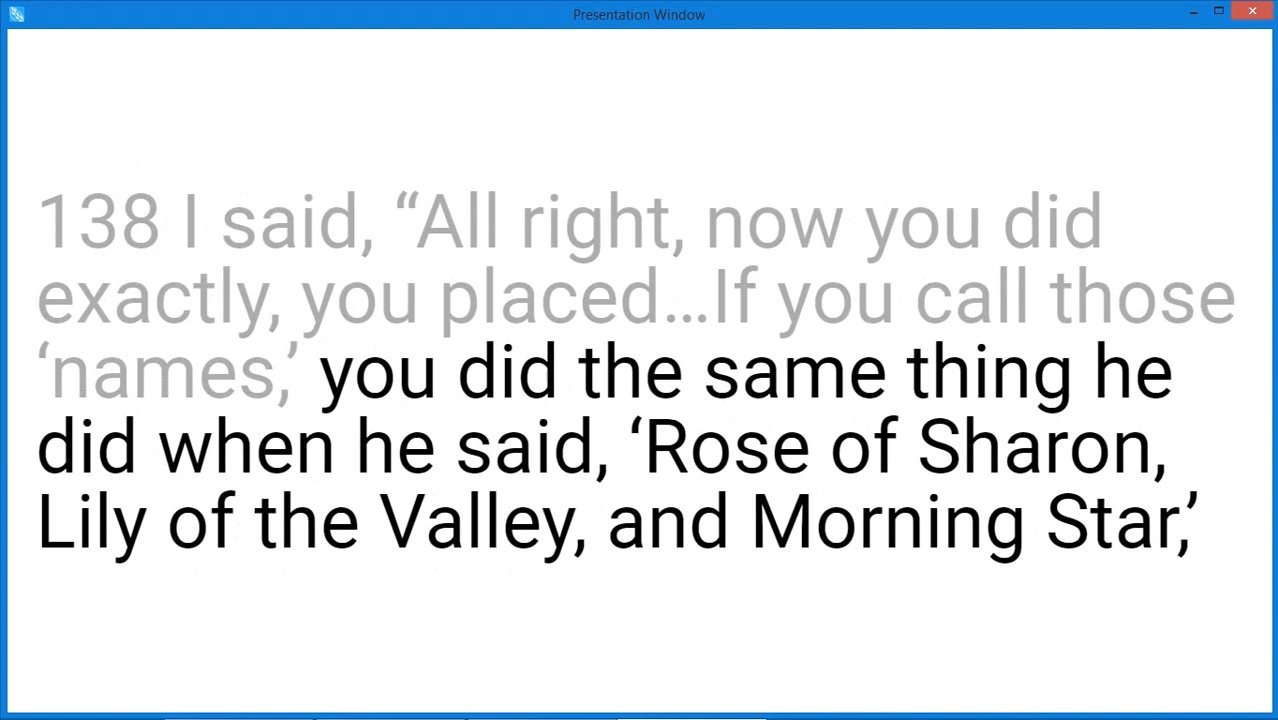 Presentation Window
138 I said, “All right, now you did
exactly, you placed…If you call those
‘names,’ you did the same thing he
did when he said, ‘Rose of Sharon,
Lily of the Valley, and Morning Star,’